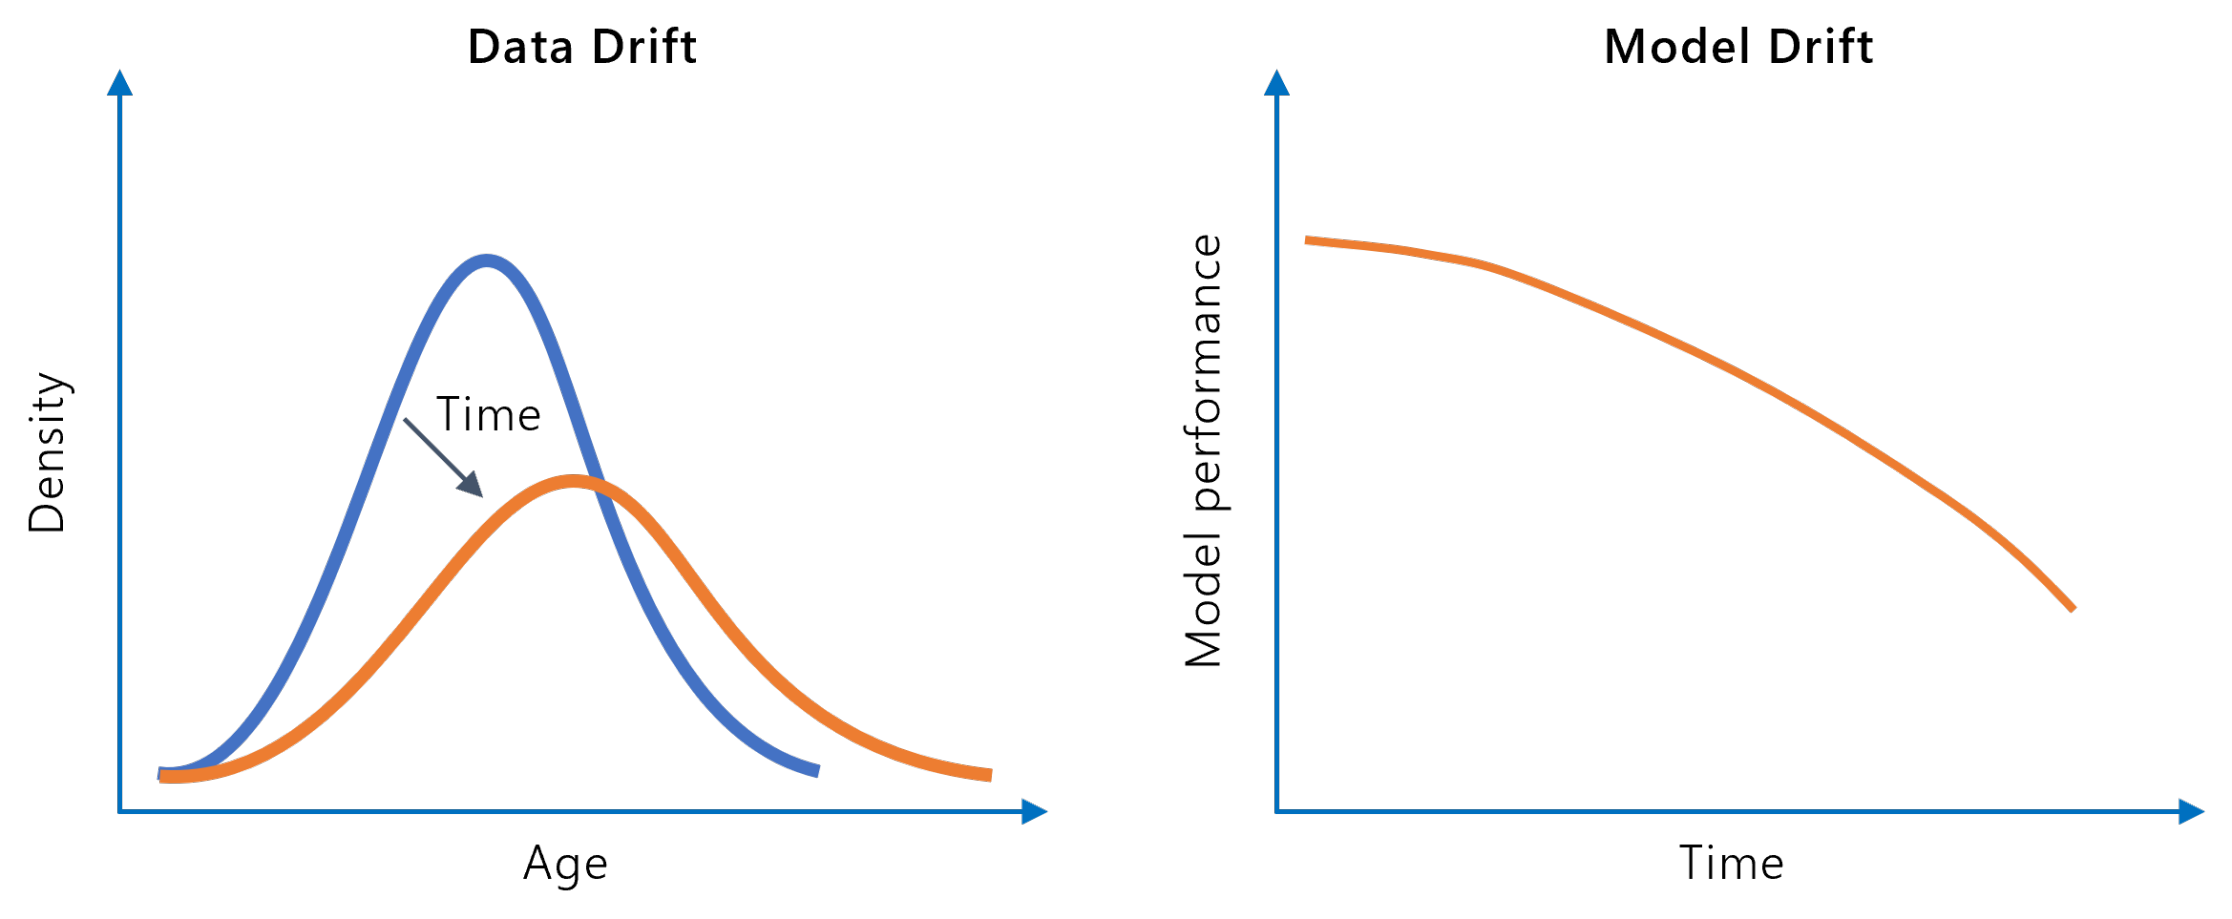 Data Drift
Density
Time
Age
Model Drift
Model performance
Time